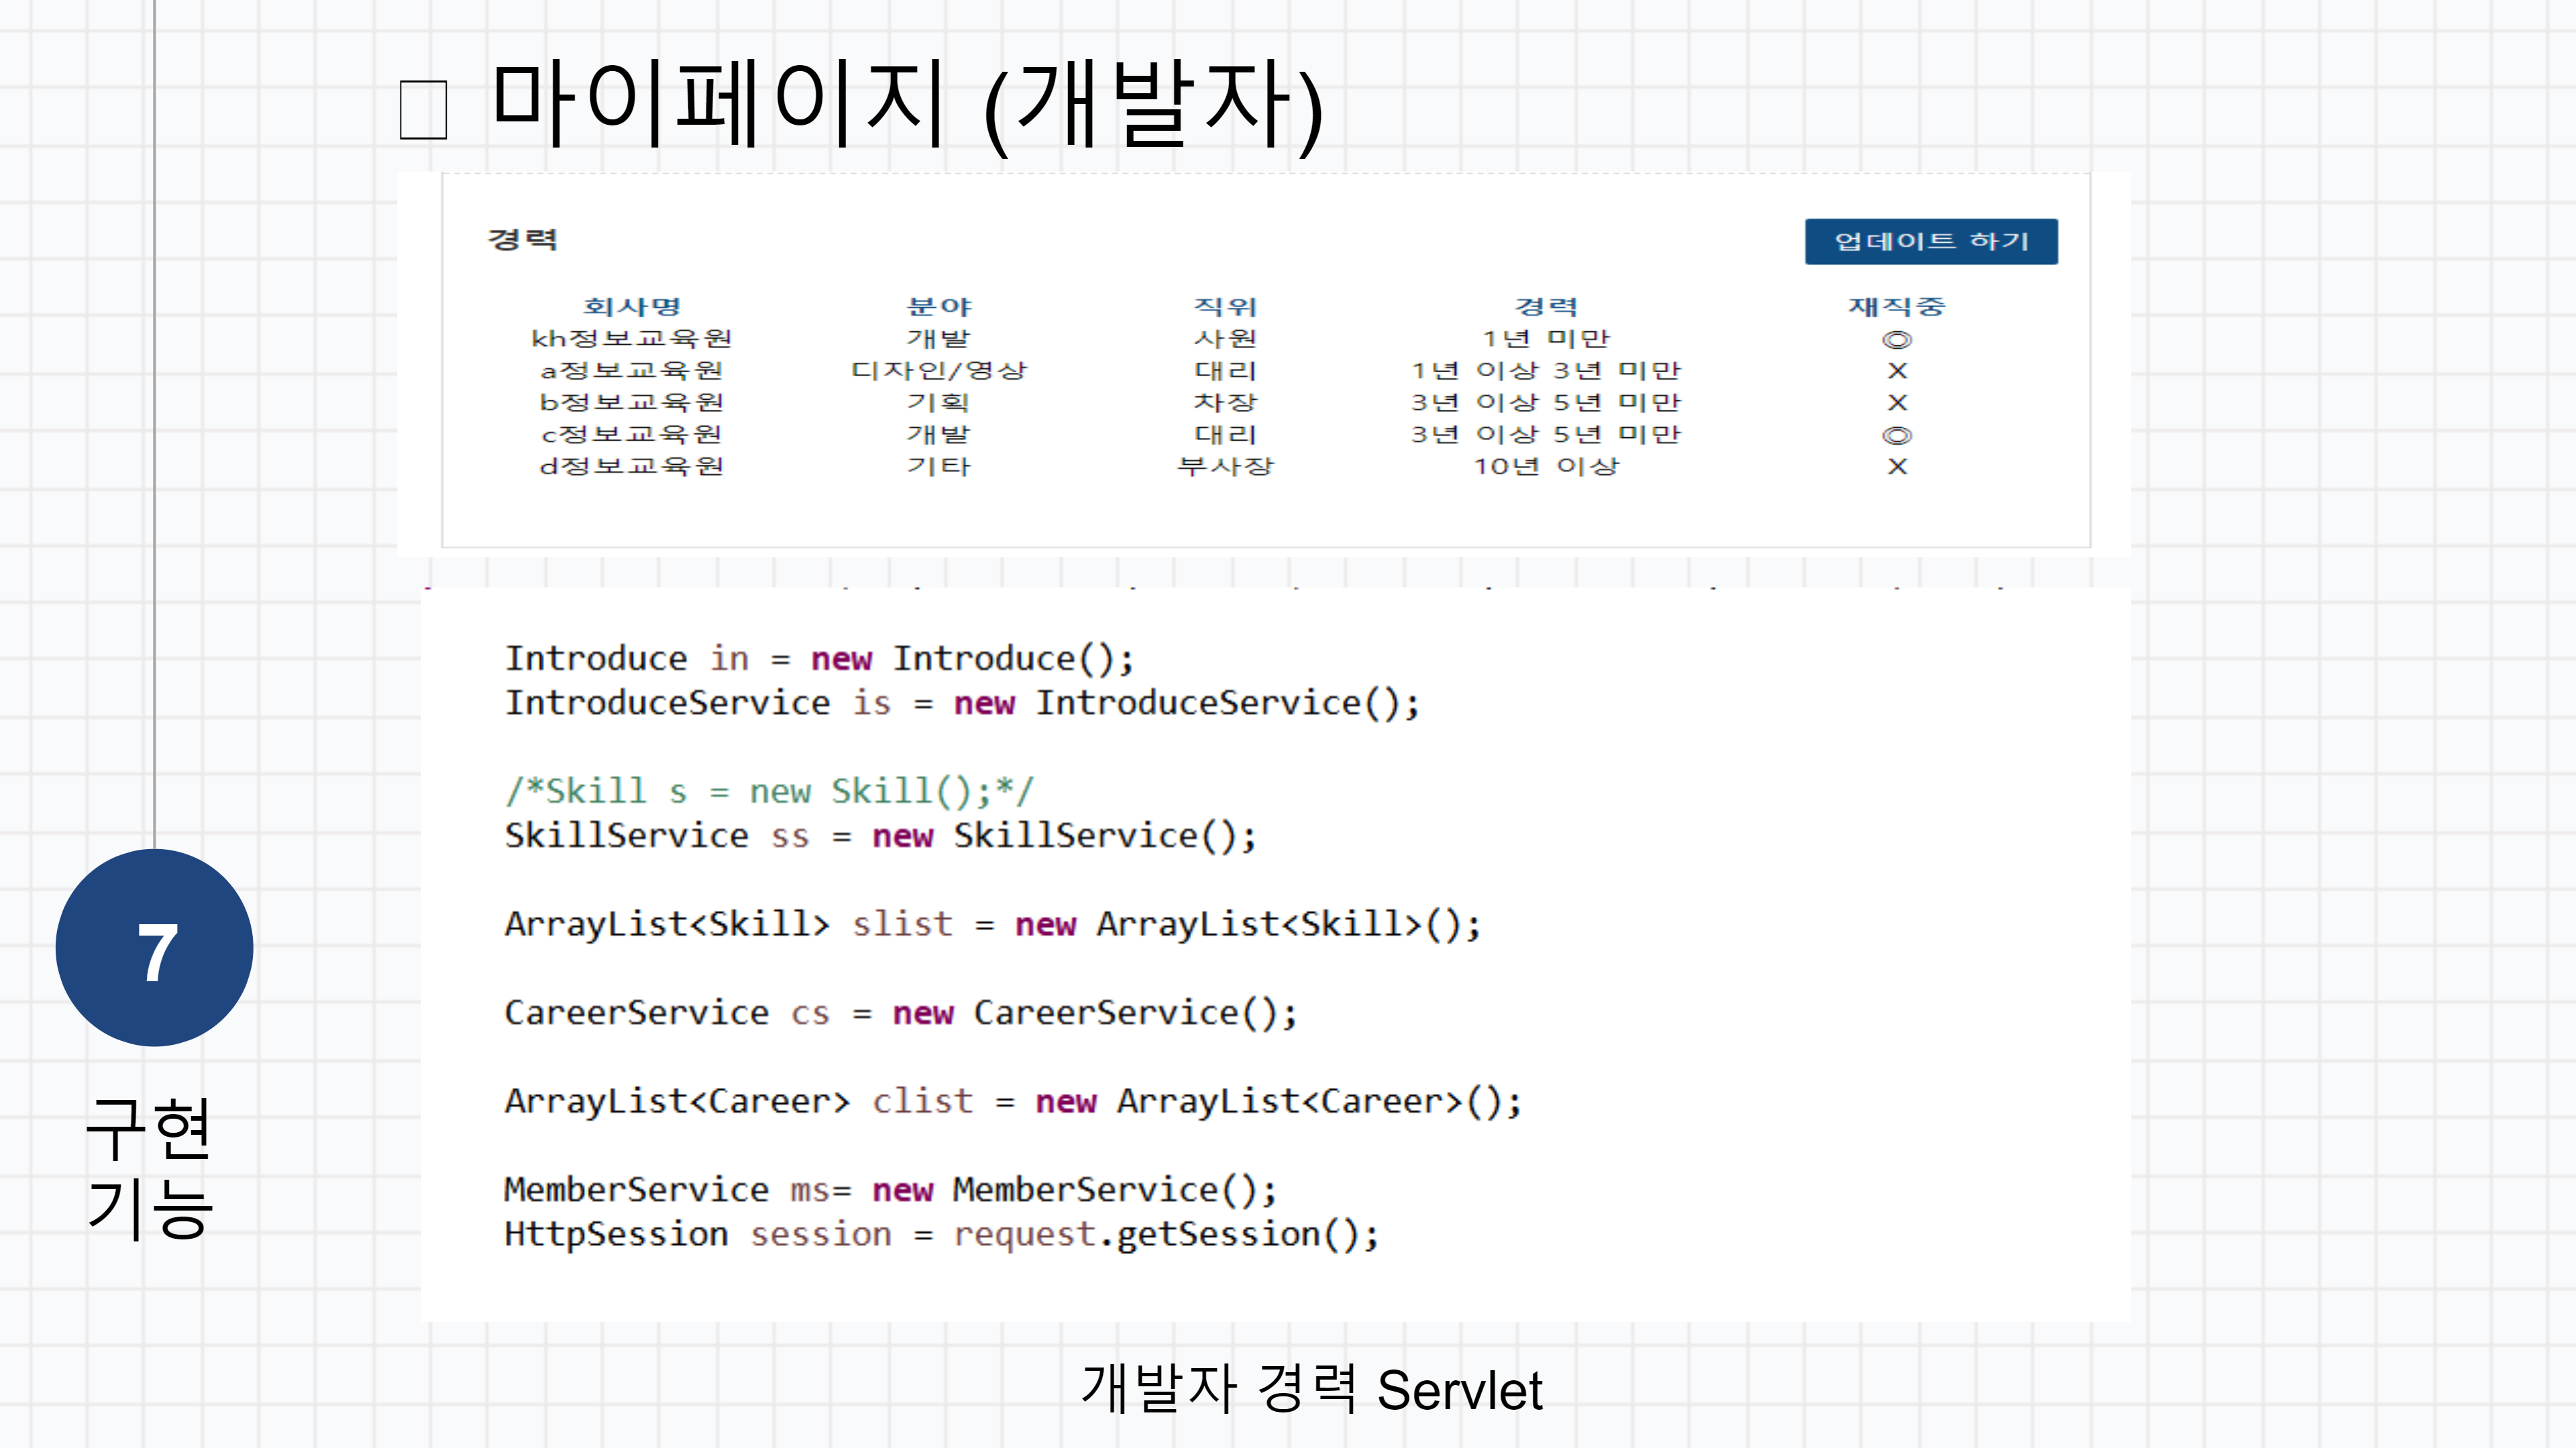 마이페이지 (개발자)
경력
업데이트 하기
회사명 분야 직위 경력 재직중
kh정보교육원 개발 사원 1년 미만 ◎
a정보교육원 디자인/영상 대리 1년 이상 3년 미만 X
b정보교육원 기획 차장 3년 이상 5년 미만 X
c정보교육원 개발 대리 3년 이상 5년 미만 ◎
d정보교육원 기타 부사장 10년 이상 X
Introduce in = new Introduce();
IntroduceService is = new IntroduceService();
/*Skill s = new Skill();*/
SkillService ss = new SkillService();
ArrayList<Skill> slist = new ArrayList<Skill>();
CareerService cs = new CareerService();
ArrayList<Career> clist = new ArrayList<Career>();
MemberService ms= new MemberService();
HttpSession session = request.getSession();
7
구현
기능
개발자 경력 Servlet